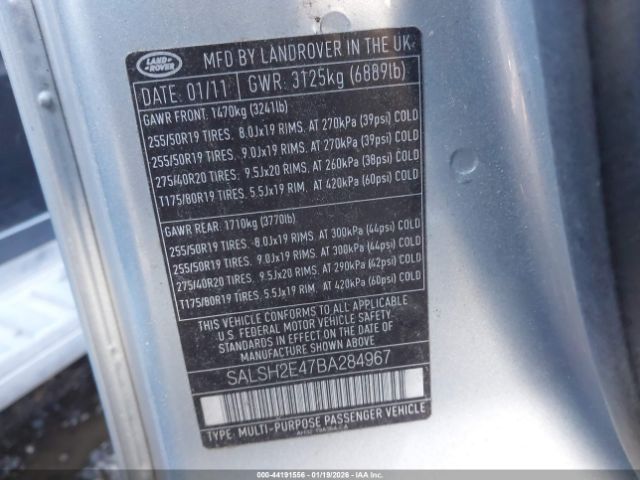 LAND ROVER
MFD BY LANDROVER IN THE UK
DATE: 01/11 GWR: 3125kg (6889lb)
GAWR FRONT: 1470kg (3241lb)
255/50R19 TIRES. 8.0Jx19 RIMS. AT 270kPa (39psi) COLD
255/50R19 TIRES. 9.0Jx19 RIMS. AT 270kPa (39psi) COLD
275/40R20 TIRES. 9.5Jx20 RIMS. AT 260kPa (38psi) COLD
T175/80R19 TIRES. 5.5Jx19 RIM. AT 420kPa (60psi) COLD
GAWR REAR: 1710kg (3770lb)
255/50R19 TIRES. 8.0Jx19 RIMS. AT 300kPa (44psi) COLD
255/50R19 TIRES. 9.0Jx19 RIMS. AT 300kPa (44psi) COLD
275/40R20 TIRES. 9.5Jx20 RIMS. AT 290kPa (42psi) COLD
T175/80R19 TIRES. 5.5Jx19 RIM. AT 420kPa (60psi) COLD
THIS VEHICLE CONFORMS TO ALL APPLICABLE
U.S. FEDERAL MOTOR VEHICLE SAFETY
STANDARDS IN EFFECT ON THE DATE OF
MANUFACTURE SHOWN ABOVE
SALSH2E47BA284967
TYPE: MULTI-PURPOSE PASSENGER VEHICLE
000-44191556 - 01/19/2026 - IAAI.CA